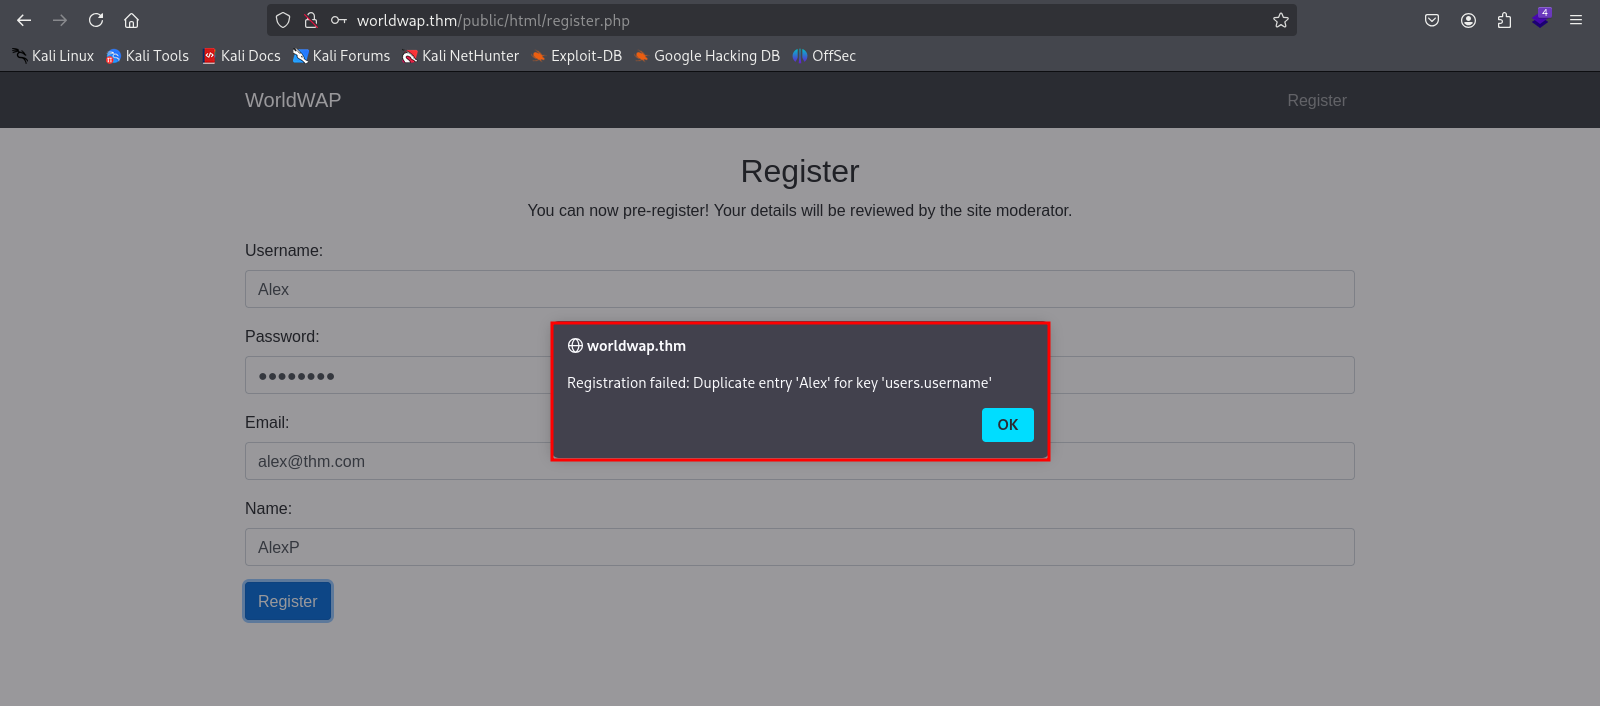 worldwap.thm/public/html/register.php
4
Kali Linux Kali Tools Kali Docs Kali Forums Kali NetHunter Exploit-DB Google Hacking DB OffSec
WorldWAP Register
Register
You can now pre-register! Your details will be reviewed by the site moderator.
Username:
Alex
Password:
●●●●●●●●
worldwap.thm
Registration failed: Duplicate entry 'Alex' for key 'users.username'
OK
Email:
alex@thm.com
Name:
AlexP
Register